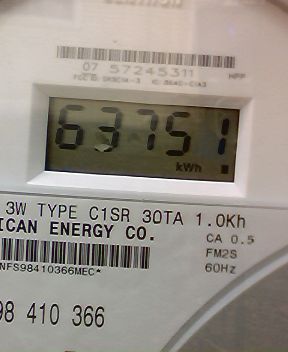 07 57245311
HPP
63751
kWh
3W TYPE C1SR 30TA 1.0Kh
ICAN ENERGY CO.
CA 0.5
FM2S
60Hz
NFS98410366MEC*
98 410 366